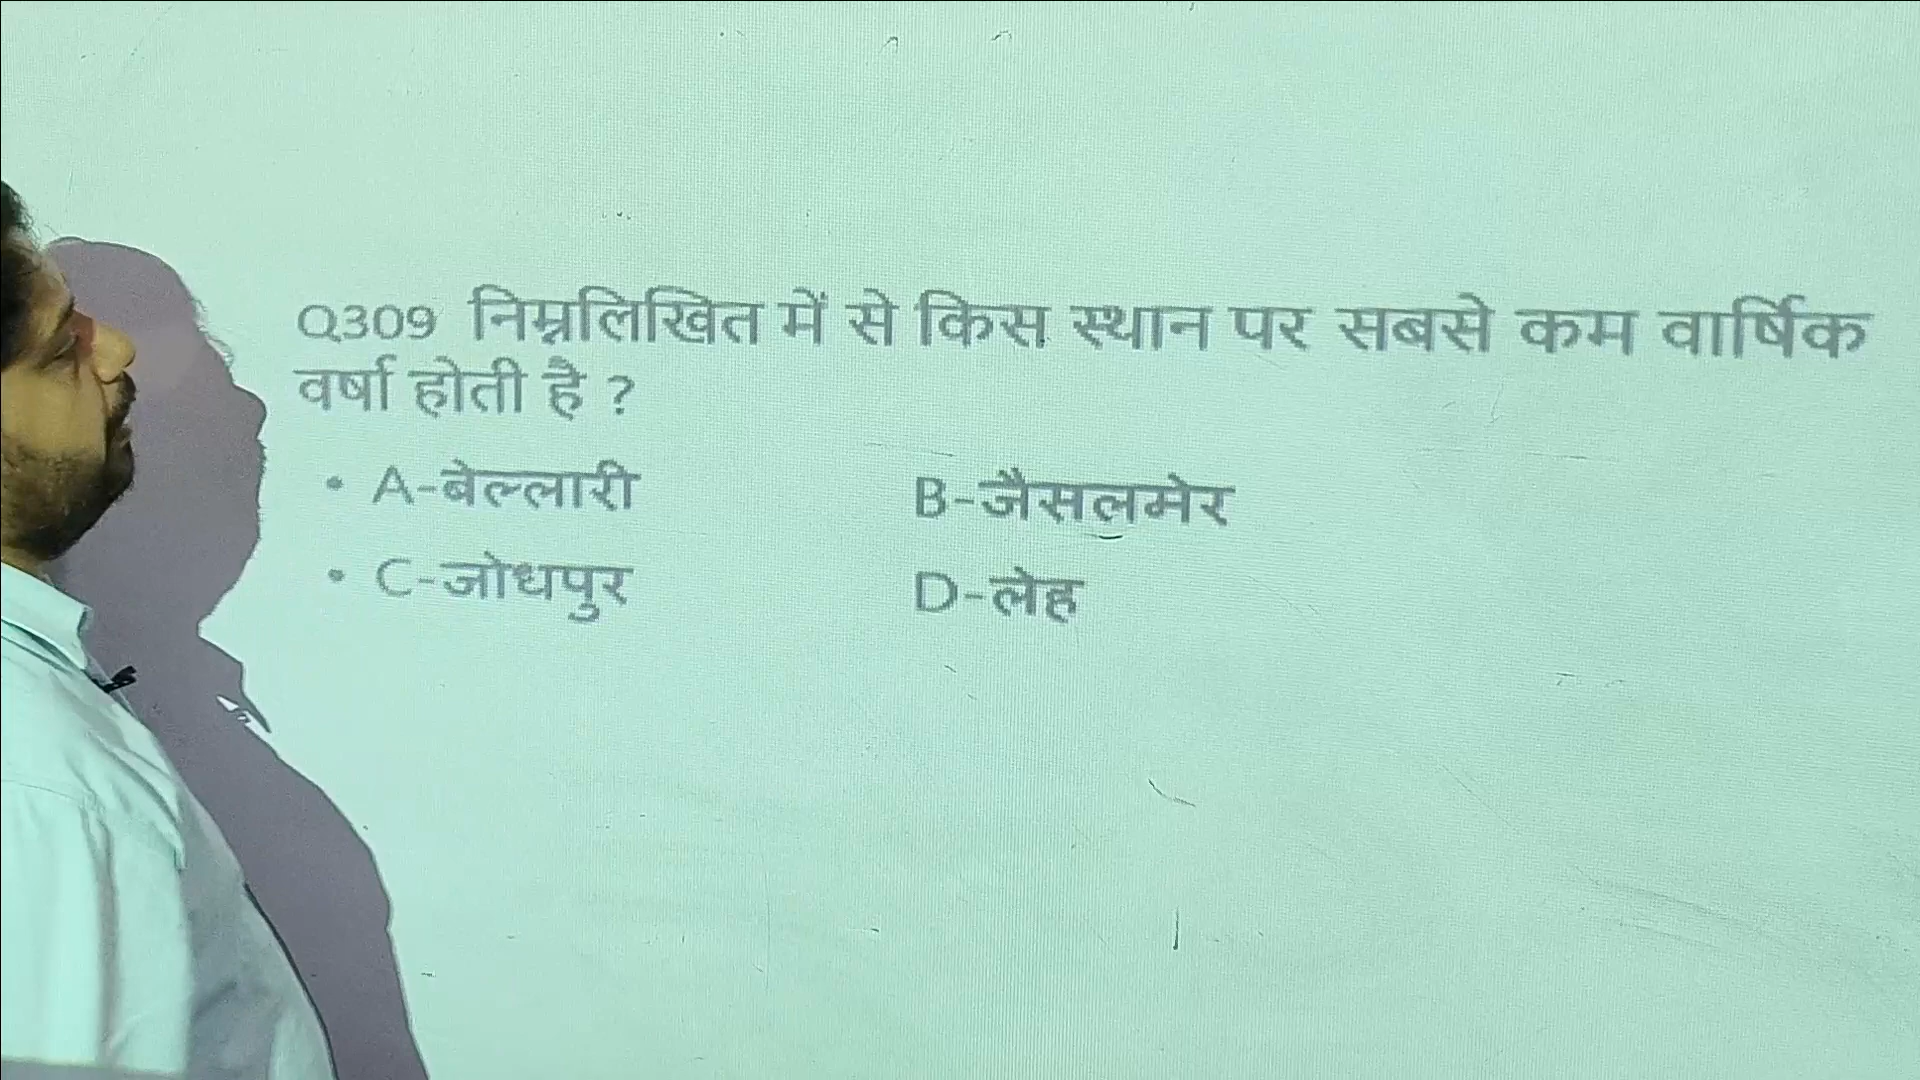 Q309 निम्नलिखित में से किस स्थान पर सबसे कम वार्षिक
वर्षा होती है ?
• A-बेल्लारी B-जैसलमेर
• C-जोधपुर D-लेह